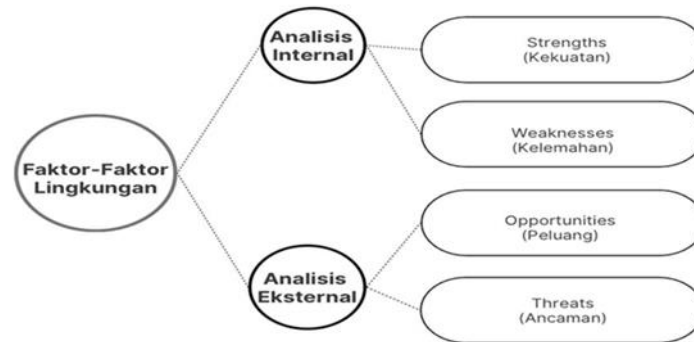 Analisis
Internal
Strengths
(Kekuatan)
Weaknesses
(Kelemahan)
Faktor-Faktor
Lingkungan
Opportunities
(Peluang)
Analisis
Eksternal
Threats
(Ancaman)